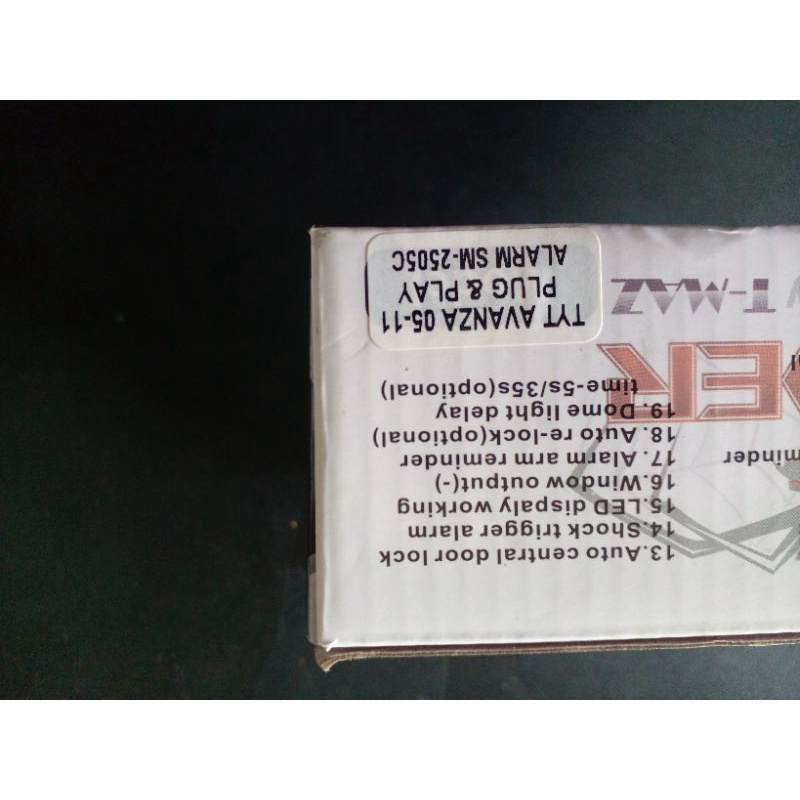 13.Auto central door lock
14.Shock trigger alarm
15.LED dispaly working
16.Window output(-)
17. Alarm arm reminder
18. Auto re-lock(optional)
19. Dome light delay
time-5s/35s(optional)
T-MAZ
TYT AVANZA 05-11
PLUG & PLAY
ALARM SM-2505C